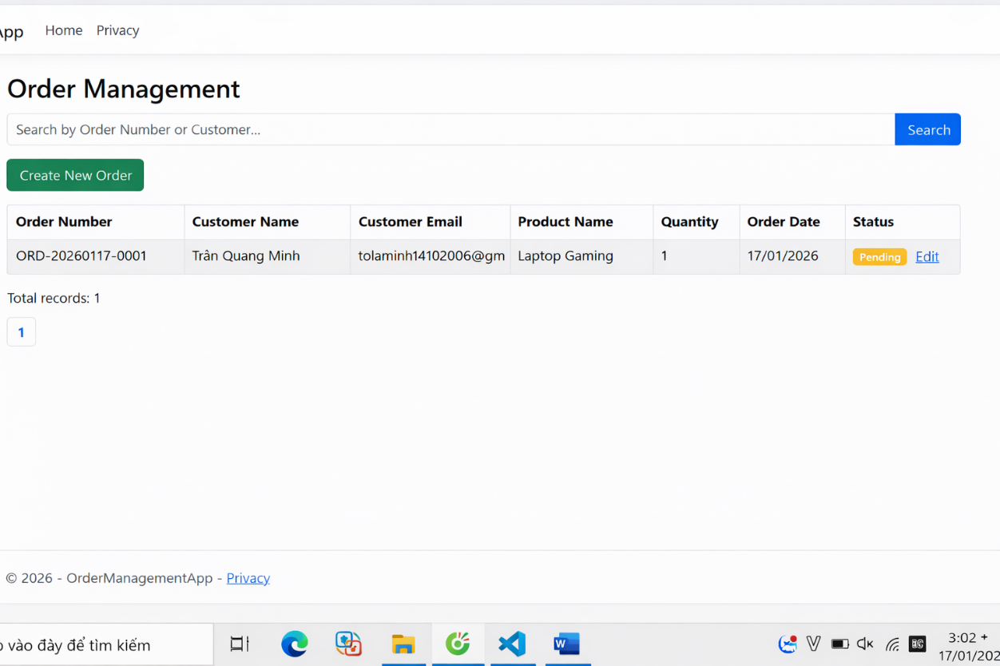 App Home Privacy
Order Management
Search by Order Number or Customer...
Search
Create New Order
Order Number Customer Name Customer Email Product Name Quantity Order Date Status
ORD-20260117-0001 Trân Quang Minh tolaminh14102006@gm Laptop Gaming 1 17/01/2026 Pending Edit
Total records: 1
1
© 2026 - OrderManagementApp - Privacy
vào đây để tìm kiếm
3:02
17/01/202